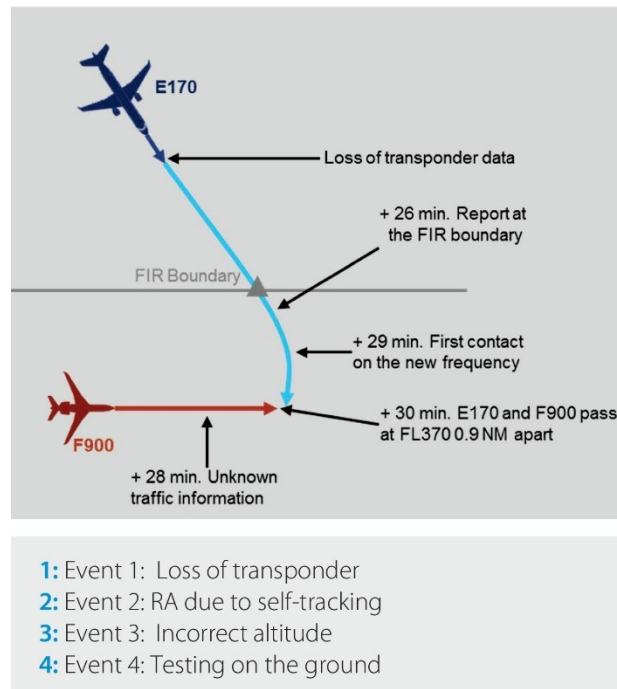 E170
Loss of transponder data
+ 26 min. Report at
the FIR boundary
FIR Boundary
+ 29 min. First contact
on the new frequency
F900
+ 30 min. E170 and F900 pass
at FL370 0.9 NM apart
+ 28 min. Unknown
traffic information
1: Event 1: Loss of transponder
2: Event 2: RA due to self-tracking
3: Event 3: Incorrect altitude
4: Event 4: Testing on the ground